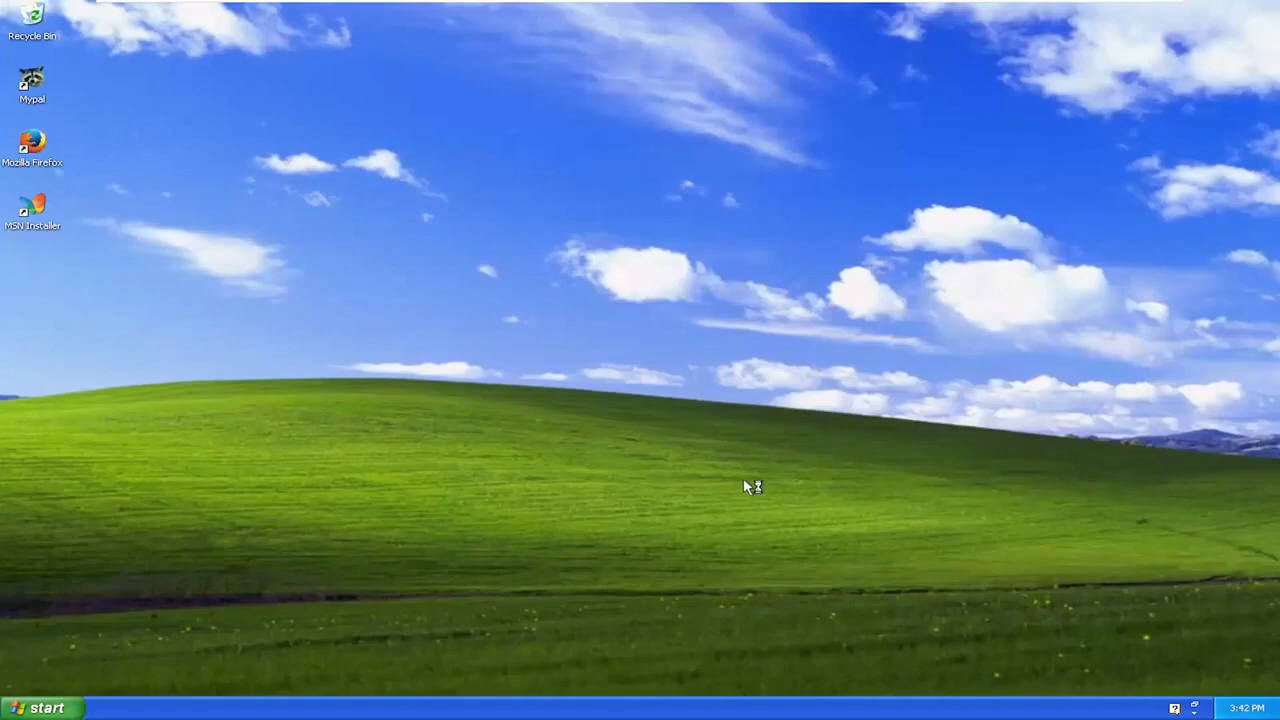 Recycle Bin
Mypal
Mozilla Firefox
MSN Installer
start
?
3:42 PM